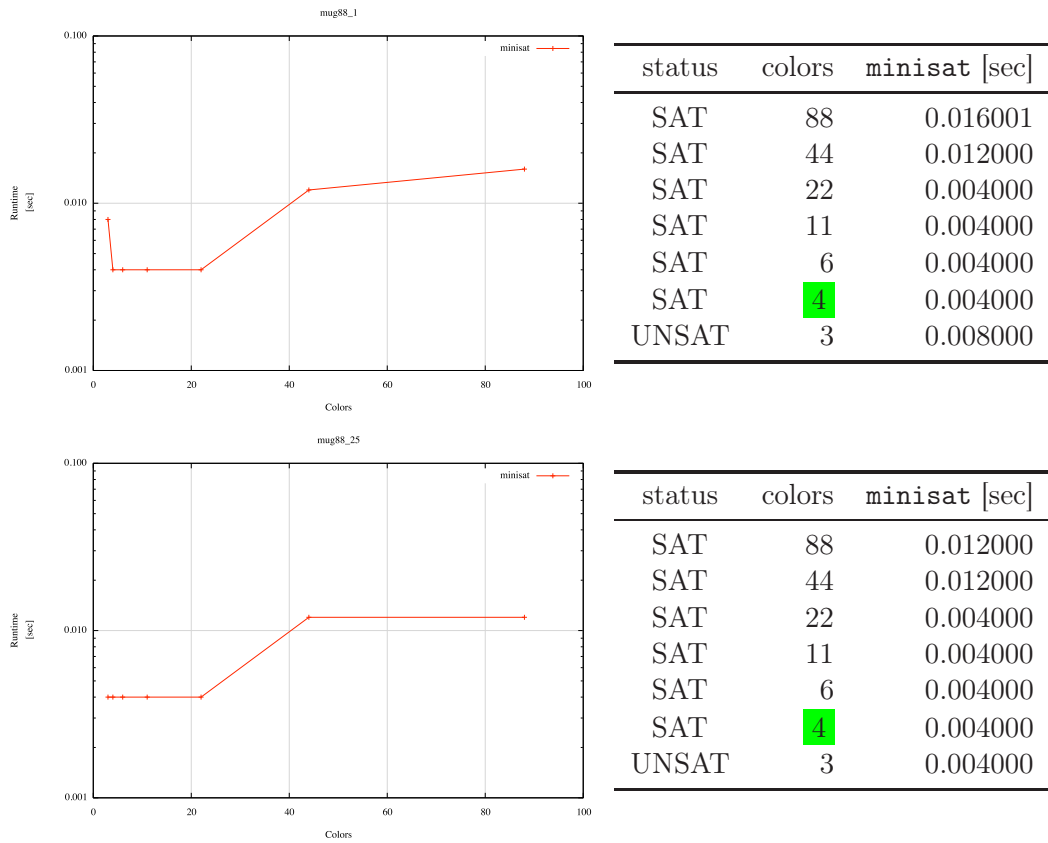 mug88_1
0.100
0.010
0.001
Runtime
[sec]
minisat
0 20 40 60 80 100
Colors
status colors minisat [sec]
SAT 88 0.016001
SAT 44 0.012000
SAT 22 0.004000
SAT 11 0.004000
SAT 6 0.004000
SAT 4 0.004000
UNSAT 3 0.008000
mug88_25
0.100
0.010
0.001
Runtime
[sec]
minisat
0 20 40 60 80 100
Colors
status colors minisat [sec]
SAT 88 0.012000
SAT 44 0.012000
SAT 22 0.004000
SAT 11 0.004000
SAT 6 0.004000
SAT 4 0.004000
UNSAT 3 0.004000